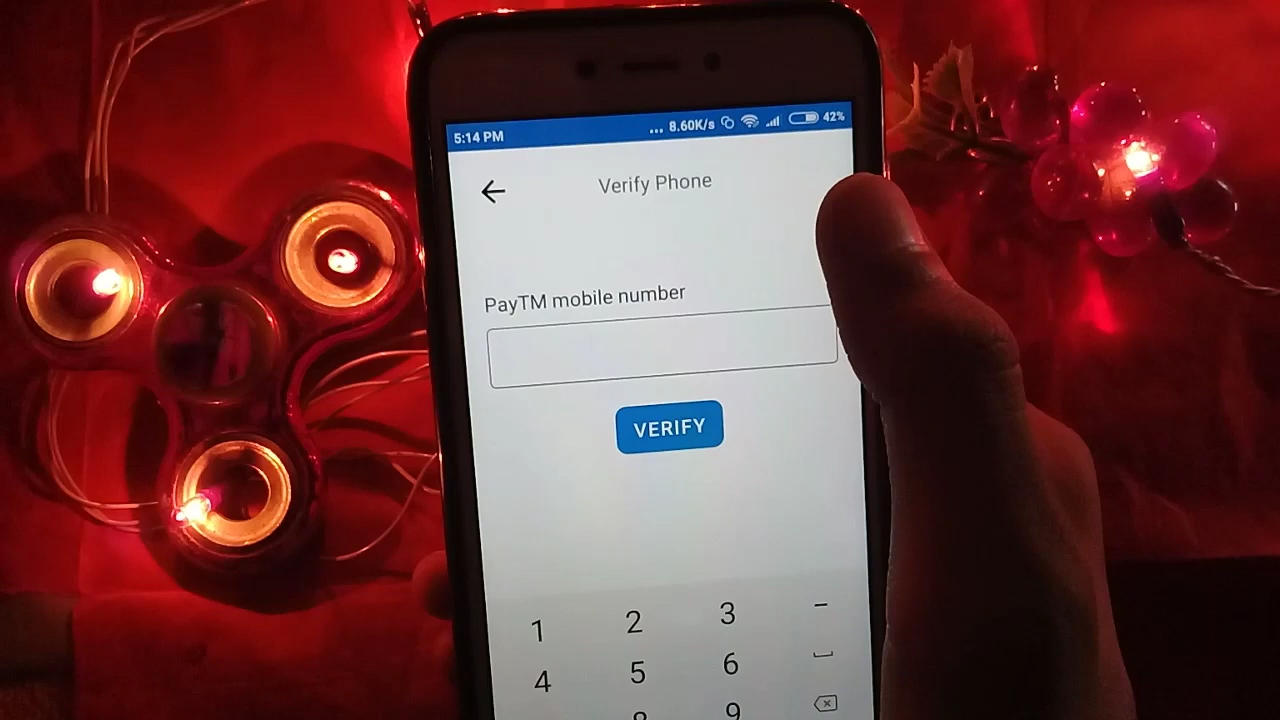 5:14 PM ... 8.60K/s 42%
Verify Phone
PayTM mobile number
VERIFY
1 2 3 -
4 5 6
9